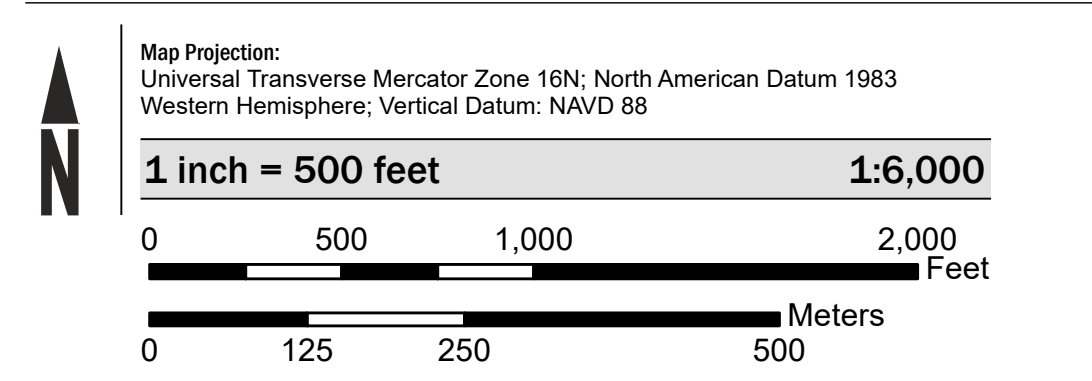 N
Map Projection:
Universal Transverse Mercator Zone 16N; North American Datum 1983
Western Hemisphere; Vertical Datum: NAVD 88
1 inch = 500 feet 1:6,000
0 500 1,000 2,000
Feet
Meters
0 125 250 500